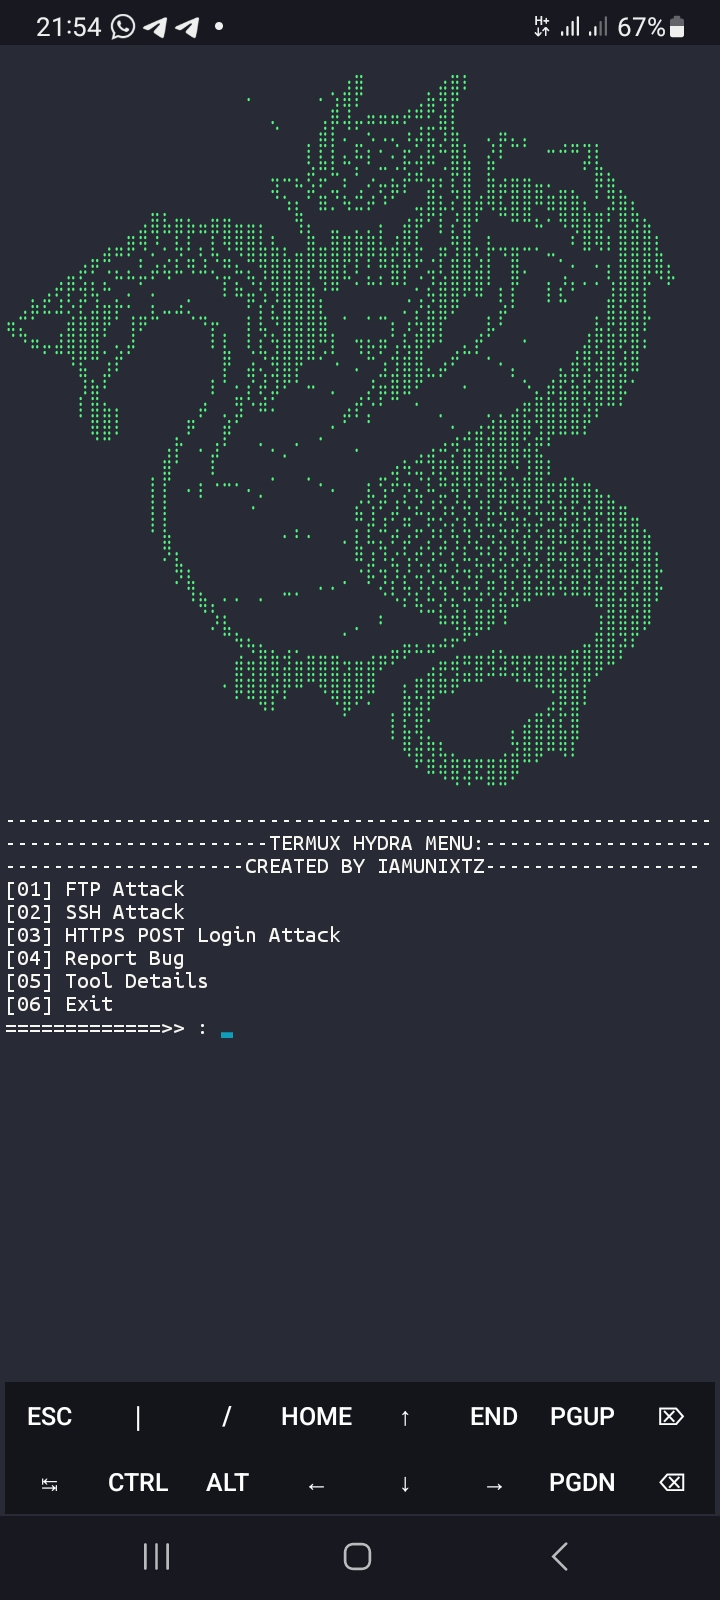 21:54 H+ 67%
------------------------------------------------------------
----------------------TERMUX HYDRA MENU:-------------------
--------------------CREATED BY IAMUNIXTZ------------------
[01] FTP Attack
[02] SSH Attack
[03] HTTPS POST Login Attack
[04] Report Bug
[05] Tool Details
[06] Exit
=============>> :
ESC | / HOME ↑ END PGUP ⌦
↹ CTRL ALT ← ↓ → PGDN ⌫